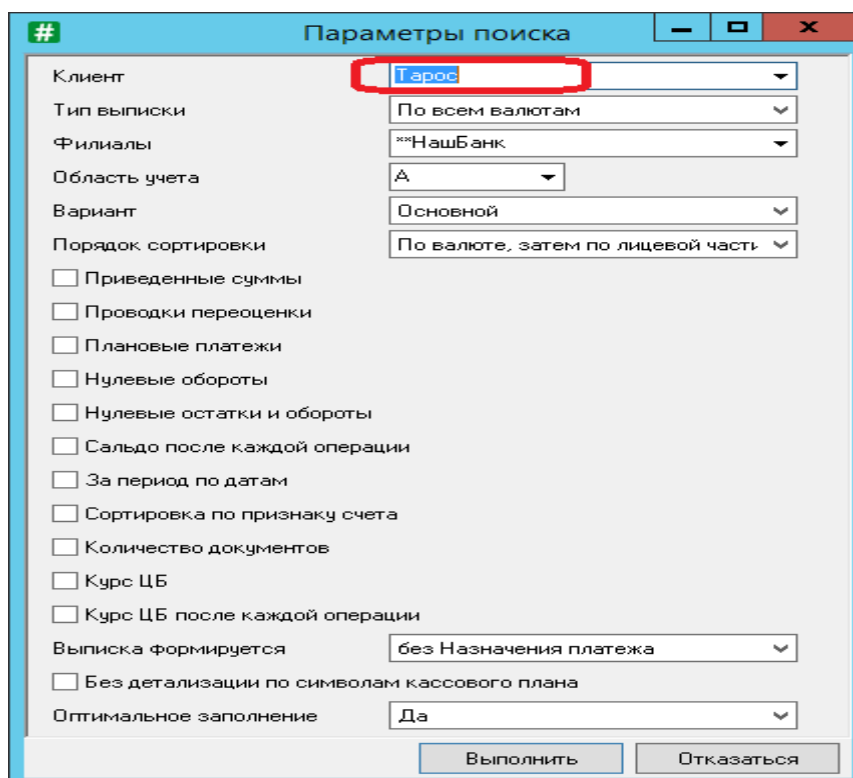 # Параметры поиска
Клиент Тарос
Тип выписки По всем валютам
Филиалы **НашБанк
Область учета А
Вариант Основной
Порядок сортировки По валюте, затем по лицевой части
Приведенные суммы
Проводки переоценки
Плановые платежи
Нулевые обороты
Нулевые остатки и обороты
Сальдо после каждой операции
За период по датам
Сортировка по признаку счета
Количество документов
Курс ЦБ
Курс ЦБ после каждой операции
Выписка формируется без Назначения платежа
Без детализации по символам кассового плана
Оптимальное заполнение Да
Выполнить Отказаться